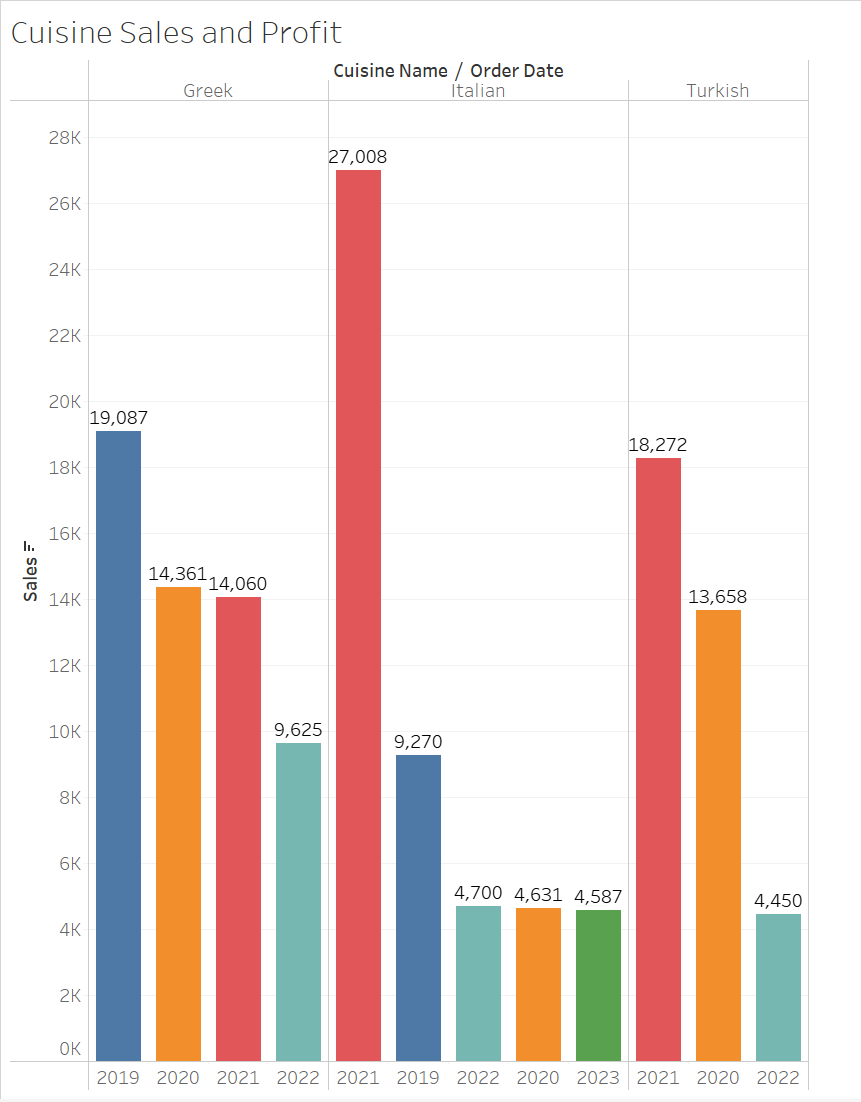 Cuisine Sales and Profit
Cuisine Name / Order Date
Greek Italian Turkish
28K
27,008
26K
24K
22K
20K
19,087
18,272
18K
16K
Sales
14,361 14,060
14K
13,658
12K
10K
9,625
9,270
8K
6K
4,700 4,631 4,587
4,450
4K
2K
0K
2019 2020 2021 2022 2021 2019 2022 2020 2023 2021 2020 2022